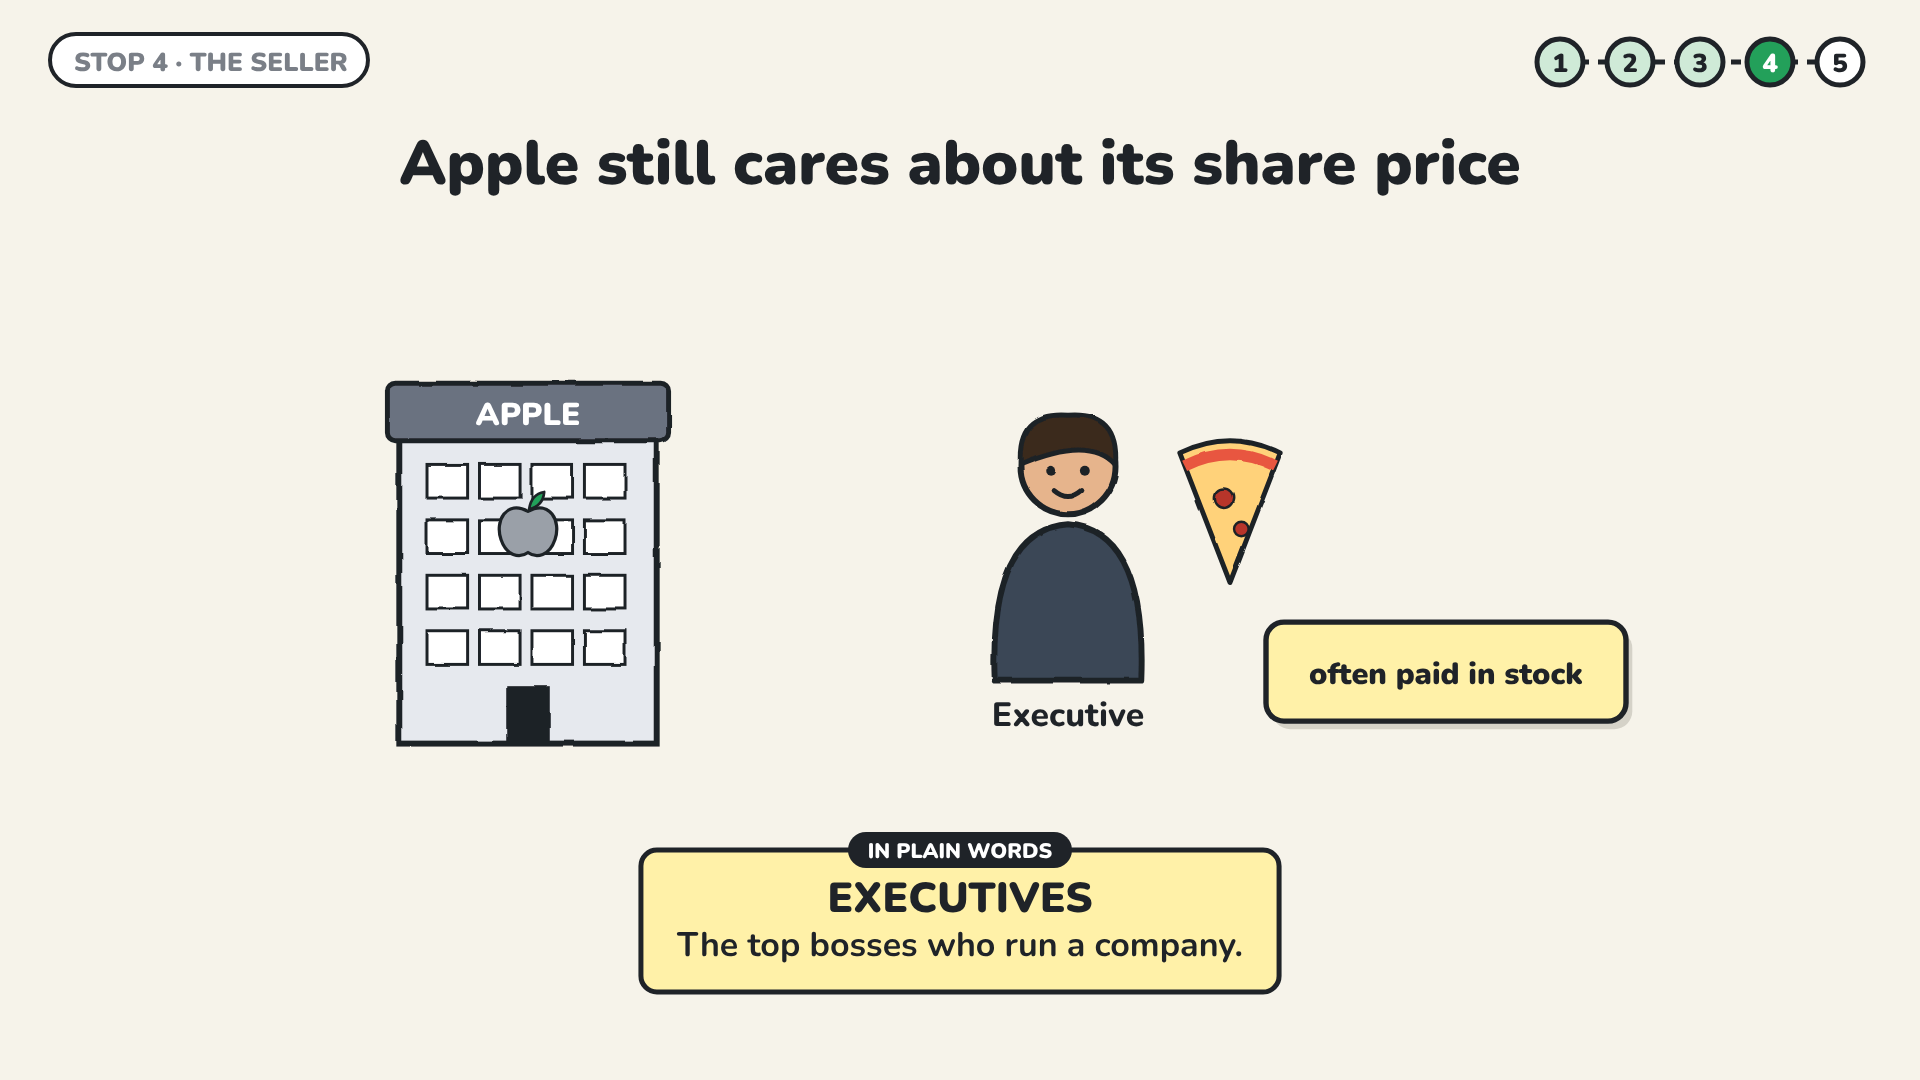 STOP 4 · THE SELLER
1 2 3 4 5
Apple still cares about its share price
APPLE
Executive
often paid in stock
IN PLAIN WORDS
EXECUTIVES
The top bosses who run a company.